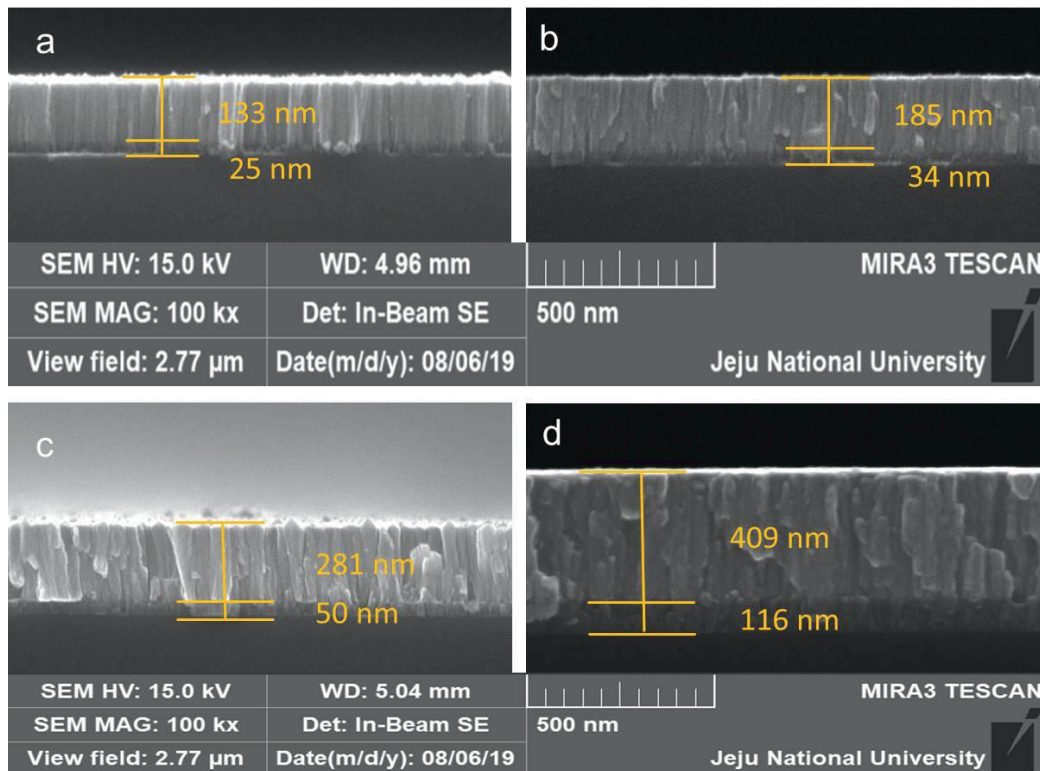 a
133 nm
25 nm
b
185 nm
34 nm
SEM HV: 15.0 kV WD: 4.96 mm MIRA3 TESCAN
SEM MAG: 100 kx Det: In-Beam SE 500 nm
View field: 2.77 µm Date(m/d/y): 08/06/19 Jeju National University
c
281 nm
50 nm
d
409 nm
116 nm
SEM HV: 15.0 kV WD: 5.04 mm MIRA3 TESCAN
SEM MAG: 100 kx Det: In-Beam SE 500 nm
View field: 2.77 µm Date(m/d/y): 08/06/19 Jeju National University